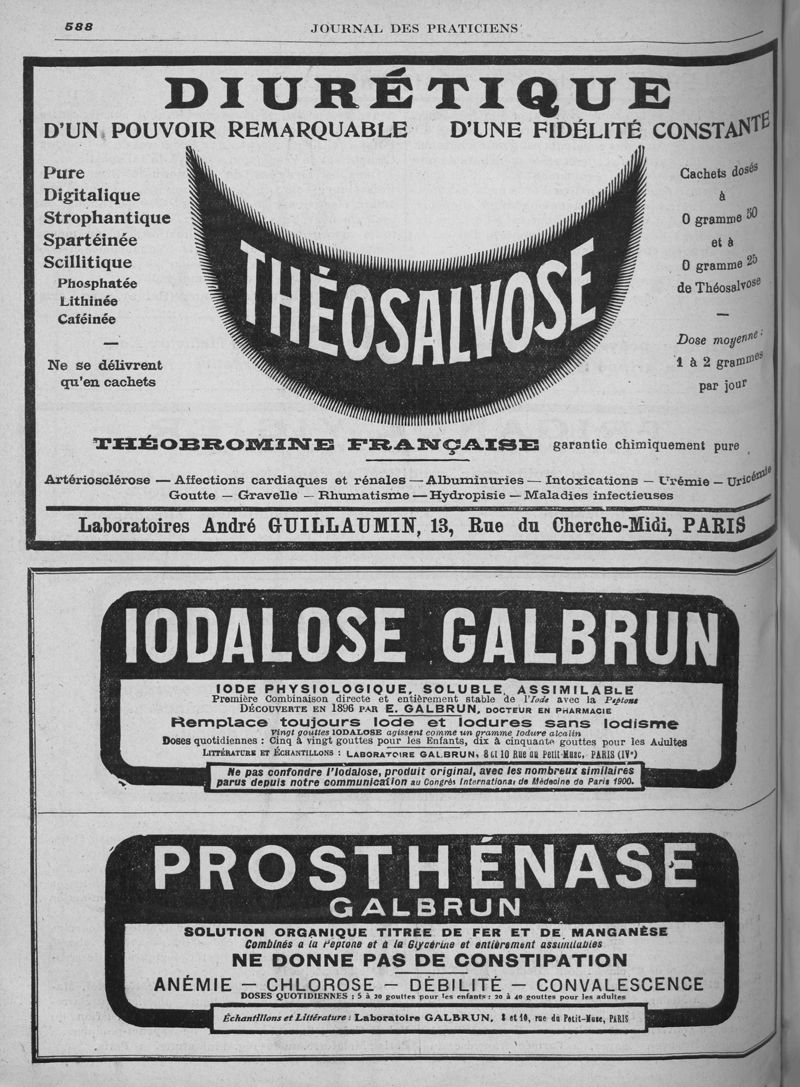 588
JOURNAL DES PRATICIENS
DIURÉTIQUE
D'UN POUVOIR REMARQUABLE D'UNE FIDÉLITÉ CONSTANTE
Pure
Digitalique
Strophantique
Spartéinée
Scillitique
Phosphatée
Lithinée
Caféinée
—
Ne se délivrent
qu'en cachets
THÉOSALVOSE
Cachets dosés
à
0 gramme 50
et à
0 gramme 25
de Théosalvose
—
Dose moyenne :
1 à 2 grammes
par jour
THÉOBROMINE FRANÇAISE garantie chimiquement pure
Artériosclérose — Affections cardiaques et rénales — Albuminuries — Intoxications — Urémie — Uricémie
Goutte — Gravelle — Rhumatisme — Hydropisie — Maladies infectieuses
Laboratoires André GUILLAUMIN, 13, Rue du Cherche-Midi, PARIS
IODALOSE GALBRUN
IODE PHYSIOLOGIQUE, SOLUBLE, ASSIMILABLE
Première Combinaison directe et entièrement stable de l'Iode avec la Peptone
DÉCOUVERTE EN 1896 PAR E. GALBRUN, DOCTEUR EN PHARMACIE
Remplace toujours Iode et Iodures sans Iodisme
Vingt gouttes IODALOSE agissent comme un gramme Iodure alcalin
Doses quotidiennes : Cinq à vingt gouttes pour les Enfants, dix à cinquante gouttes pour les Adultes
LITTÉRATURE ET ÉCHANTILLONS : LABORATOIRE GALBRUN, 8 et 10 Rue du Petit-Musc, PARIS (IVe)
Ne pas confondre l'Iodalose, produit original, avec les nombreux similaires
parus depuis notre communication au Congrès International de Médecine de Paris 1900.
PROSTHÉNASE
GALBRUN
SOLUTION ORGANIQUE TITRÉE DE FER ET DE MANGANÈSE
Combinés à la Peptone et à la Glycérine et entièrement assimilables
NE DONNE PAS DE CONSTIPATION
ANÉMIE — CHLOROSE — DÉBILITÉ — CONVALESCENCE
DOSES QUOTIDIENNES : 5 à 20 gouttes pour les enfants ; 20 à 40 gouttes pour les adultes
Échantillons et Littérature : Laboratoire GALBRUN, 8 et 10, rue du Petit-Musc, PARIS